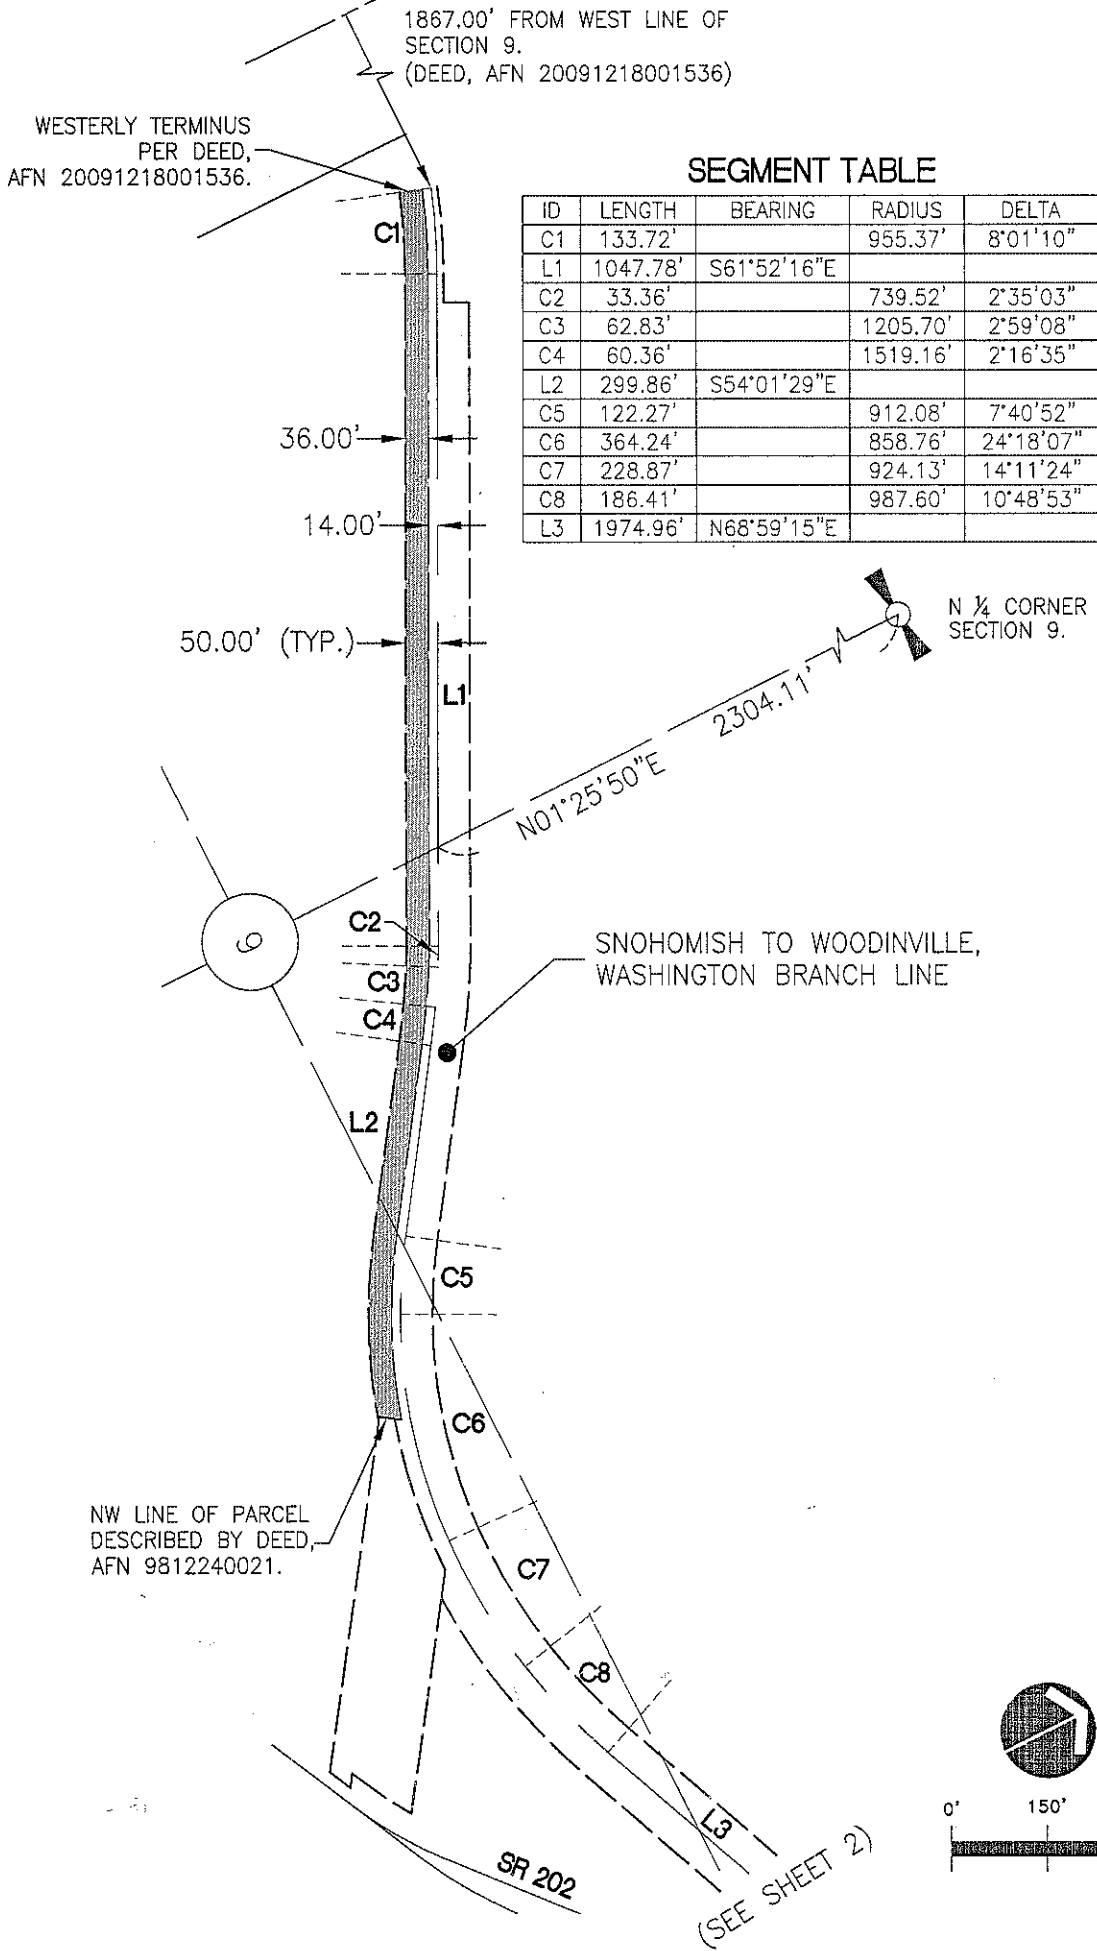 1867.00' FROM WEST LINE OF
SECTION 9.
(DEED, AFN 20091218001536)
WESTERLY TERMINUS
PER DEED,
AFN 20091218001536.
SEGMENT TABLE
ID LENGTH BEARING RADIUS DELTA
C1 133.72' 955.37' 8°01'10"
L1 1047.78' S61°52'16"E
C2 33.36' 739.52' 2°35'03"
C3 62.83' 1205.70' 2°59'08"
C4 60.36' 1519.16' 2°16'35"
L2 299.86' S54°01'29"E
C5 122.27' 912.08' 7°40'52"
C6 364.24' 858.76' 24°18'07"
C7 228.87' 924.13' 14°11'24"
C8 186.41' 987.60' 10°48'53"
L3 1974.96' N68°59'15"E
C1
36.00'
14.00'
50.00' (TYP.)
L1
N ¼ CORNER
SECTION 9.
2304.11'
N01°25'50"E
9
C2
C3
C4
SNOHOMISH TO WOODINVILLE,
WASHINGTON BRANCH LINE
L2
C5
C6
NW LINE OF PARCEL
DESCRIBED BY DEED,
AFN 9812240021.
C7
C8
L3
SR 202
(SEE SHEET 2)
0' 150'